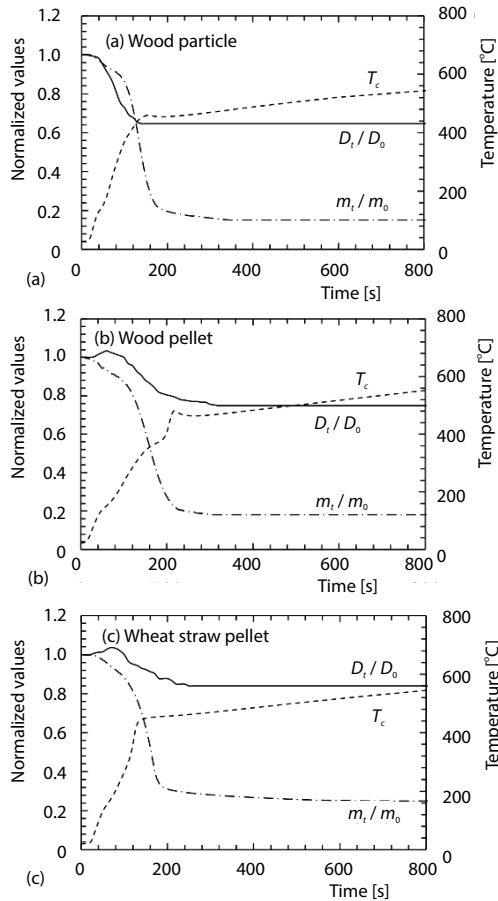 Normalized values
1.2
1.0
0.8
0.6
0.4
0.2
0
(a) Wood particle
T_c
D_t / D_0
m_t / m_0
800
600
400
200
0
Temperature [°C]
0 200 400 600 800
Time [s]
(a)
Normalized values
1.2
1.0
0.8
0.6
0.4
0.2
0
(b) Wood pellet
T_c
D_t / D_0
m_t / m_0
800
600
400
200
0
Temperature [°C]
0 200 400 600 800
Time [s]
(b)
Normalized values
1.2
1.0
0.8
0.6
0.4
0.2
0
(c) Wheat straw pellet
D_t / D_0
T_c
m_t / m_0
800
600
400
200
0
Temperature [°C]
0 200 400 600 800
Time [s]
(c)